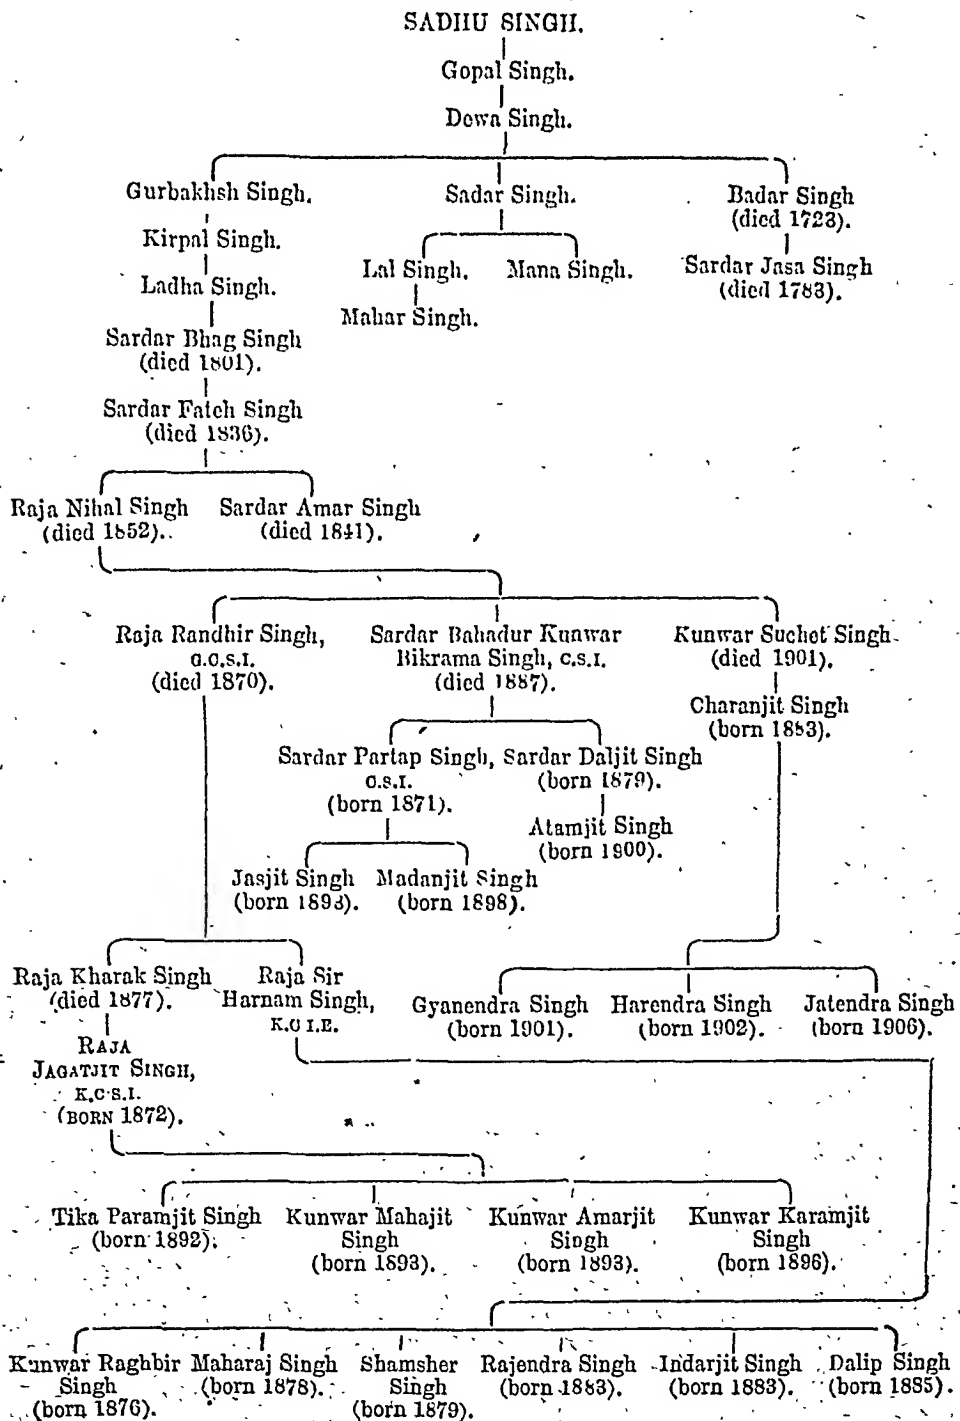 SADHU SINGH.
Gopal Singh.
Dewa Singh.
Gurbakhsh Singh. Sadar Singh. Badar Singh
(died 1723).
Kirpal Singh.
Lal Singh. Mana Singh. Sardar Jasa Singh
(died 1783).
Ladha Singh.
Mahar Singh.
Sardar Bhag Singh
(died 1801).
Sardar Fateh Singh
(died 1836).
Raja Nihal Singh Sardar Amar Singh
(died 1852). (died 1841).
Raja Randhir Singh, Sardar Bahadur Kunwar Kunwar Suchet Singh
G.C.S.I. Bikrama Singh, C.S.I. (died 1901).
(died 1870). (died 1887).
Charanjit Singh
(born 1883).
Sardar Partap Singh, Sardar Daljit Singh
C.S.I. (born 1879).
(born 1871).
Atamjit Singh
(born 1900).
Jasjit Singh Madanjit Singh
(born 1893). (born 1898).
Raja Kharak Singh Raja Sir
(died 1877). Harnam Singh,
K.C I.E.
Gyanendra Singh Harendra Singh Jatendra Singh
(born 1901). (born 1902). (born 1906).
RAJA
JAGATJIT SINGH,
K.C.S.I.
(BORN 1872).
Tika Paramjit Singh Kunwar Mahajit Kunwar Amarjit Kunwar Karamjit
(born 1892). Singh Singh Singh
(born 1893). (born 1893). (born 1896).
Kunwar Raghbir Maharaj Singh Shamsher Rajendra Singh Indarjit Singh Dalip Singh
Singh (born 1878). Singh (born 1883). (born 1883). (born 1885).
(born 1876). (born 1879).